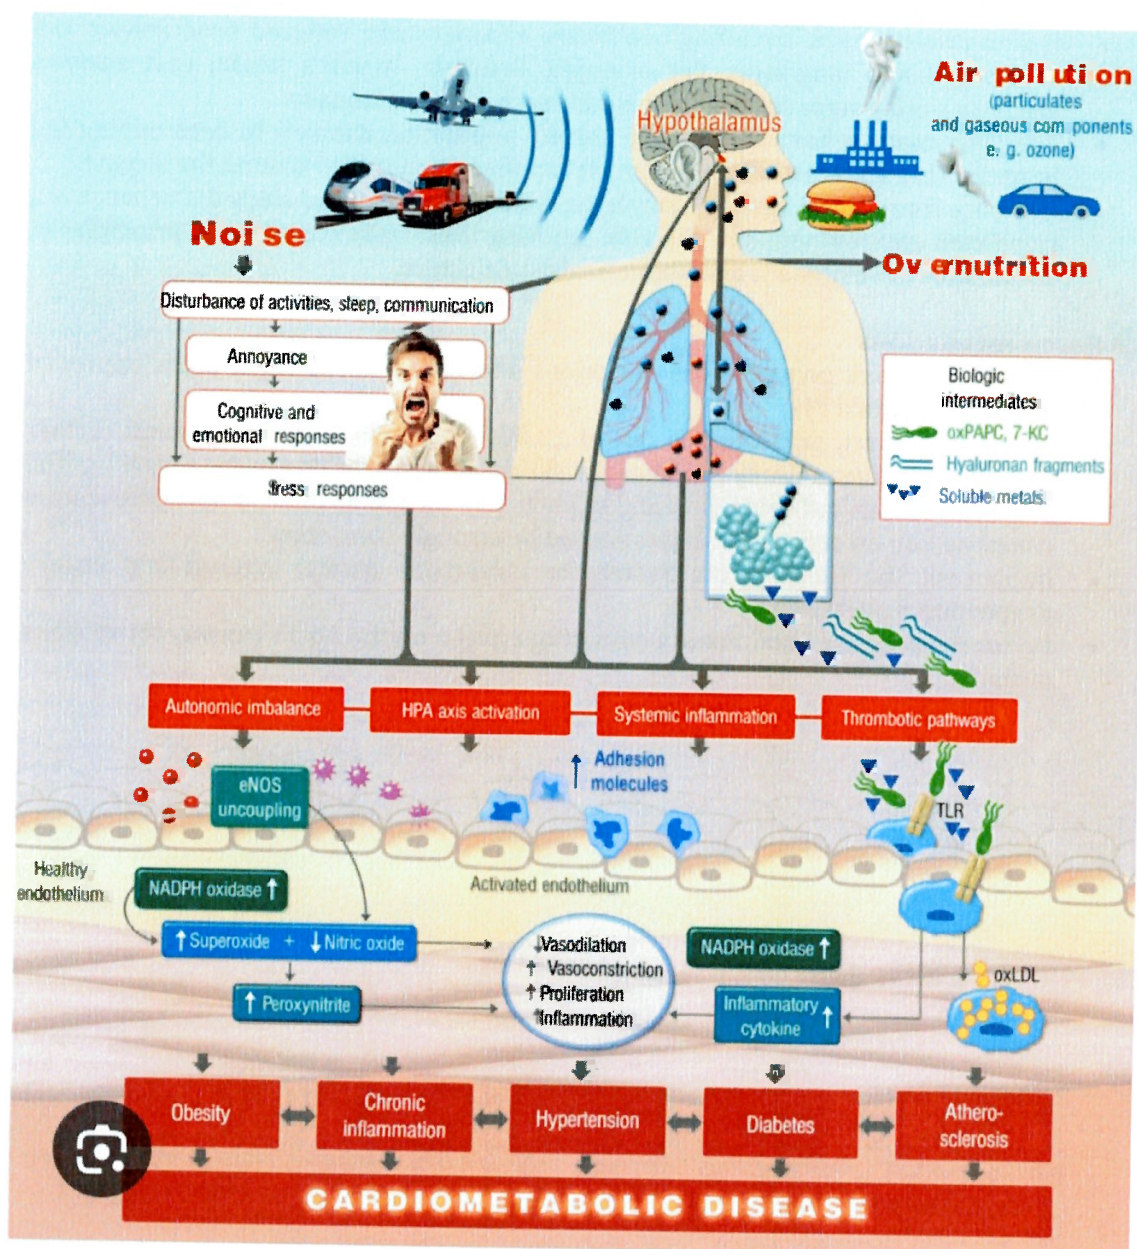 Air pollution
(particulates
and gaseous components
e. g. ozone)
Hypothalamus
Noise
Overnutrition
Disturbance of activities, sleep, communication
Annoyance
Cognitive and
emotional responses
Stress responses
Biologic
intermediates
oxPAPC, 7-KC
Hyaluronan fragments
Soluble metals.
Autonomic imbalance
HPA axis activation
Systemic inflammation
Thrombotic pathways
↑ Adhesion
molecules
eNOS
uncoupling
TLR
Healthy
endothelium
Activated endothelium
NADPH oxidase ↑
↑ Superoxide + ↓ Nitric oxide
↑ Peroxynitrite
↓ Vasodilation
↑ Vasoconstriction
↑ Proliferation
↑ Inflammation
NADPH oxidase ↑
Inflammatory
cytokine ↑
oxLDL
Obesity
Chronic
inflammation
Hypertension
Diabetes
Athero-
sclerosis
CARDIOMETABOLIC DISEASE